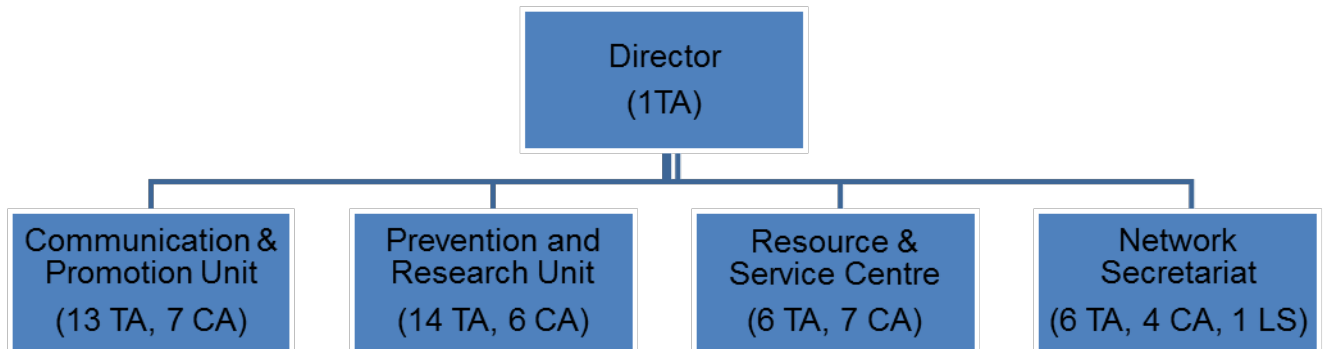 Director
(1TA)
Communication &
Promotion Unit
(13 TA, 7 CA)
Prevention and
Research Unit
(14 TA, 6 CA)
Resource &
Service Centre
(6 TA, 7 CA)
Network
Secretariat
(6 TA, 4 CA, 1 LS)